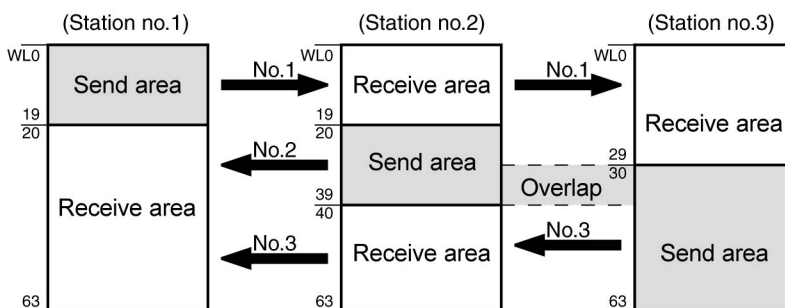 (Station no.1) (Station no.2) (Station no.3)
WL0 WL0 WL0
Send area No.1 Receive area No.1
19 19
20 20
Receive area
No.2 Send area 29
30
Overlap
39
40
Receive area No.3 Receive area No.3 Send area
63 63 63